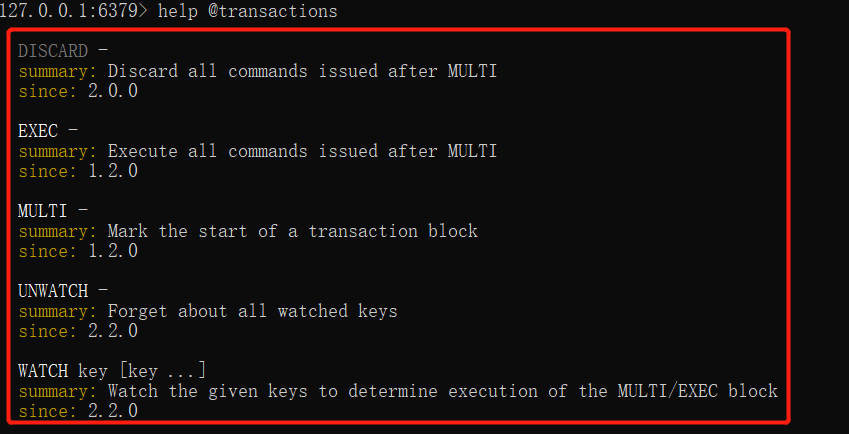 127.0.0.1:6379> help @transactions
DISCARD -
summary: Discard all commands issued after MULTI
since: 2.0.0
EXEC -
summary: Execute all commands issued after MULTI
since: 1.2.0
MULTI -
summary: Mark the start of a transaction block
since: 1.2.0
UNWATCH -
summary: Forget about all watched keys
since: 2.2.0
WATCH key [key ...]
summary: Watch the given keys to determine execution of the MULTI/EXEC block
since: 2.2.0